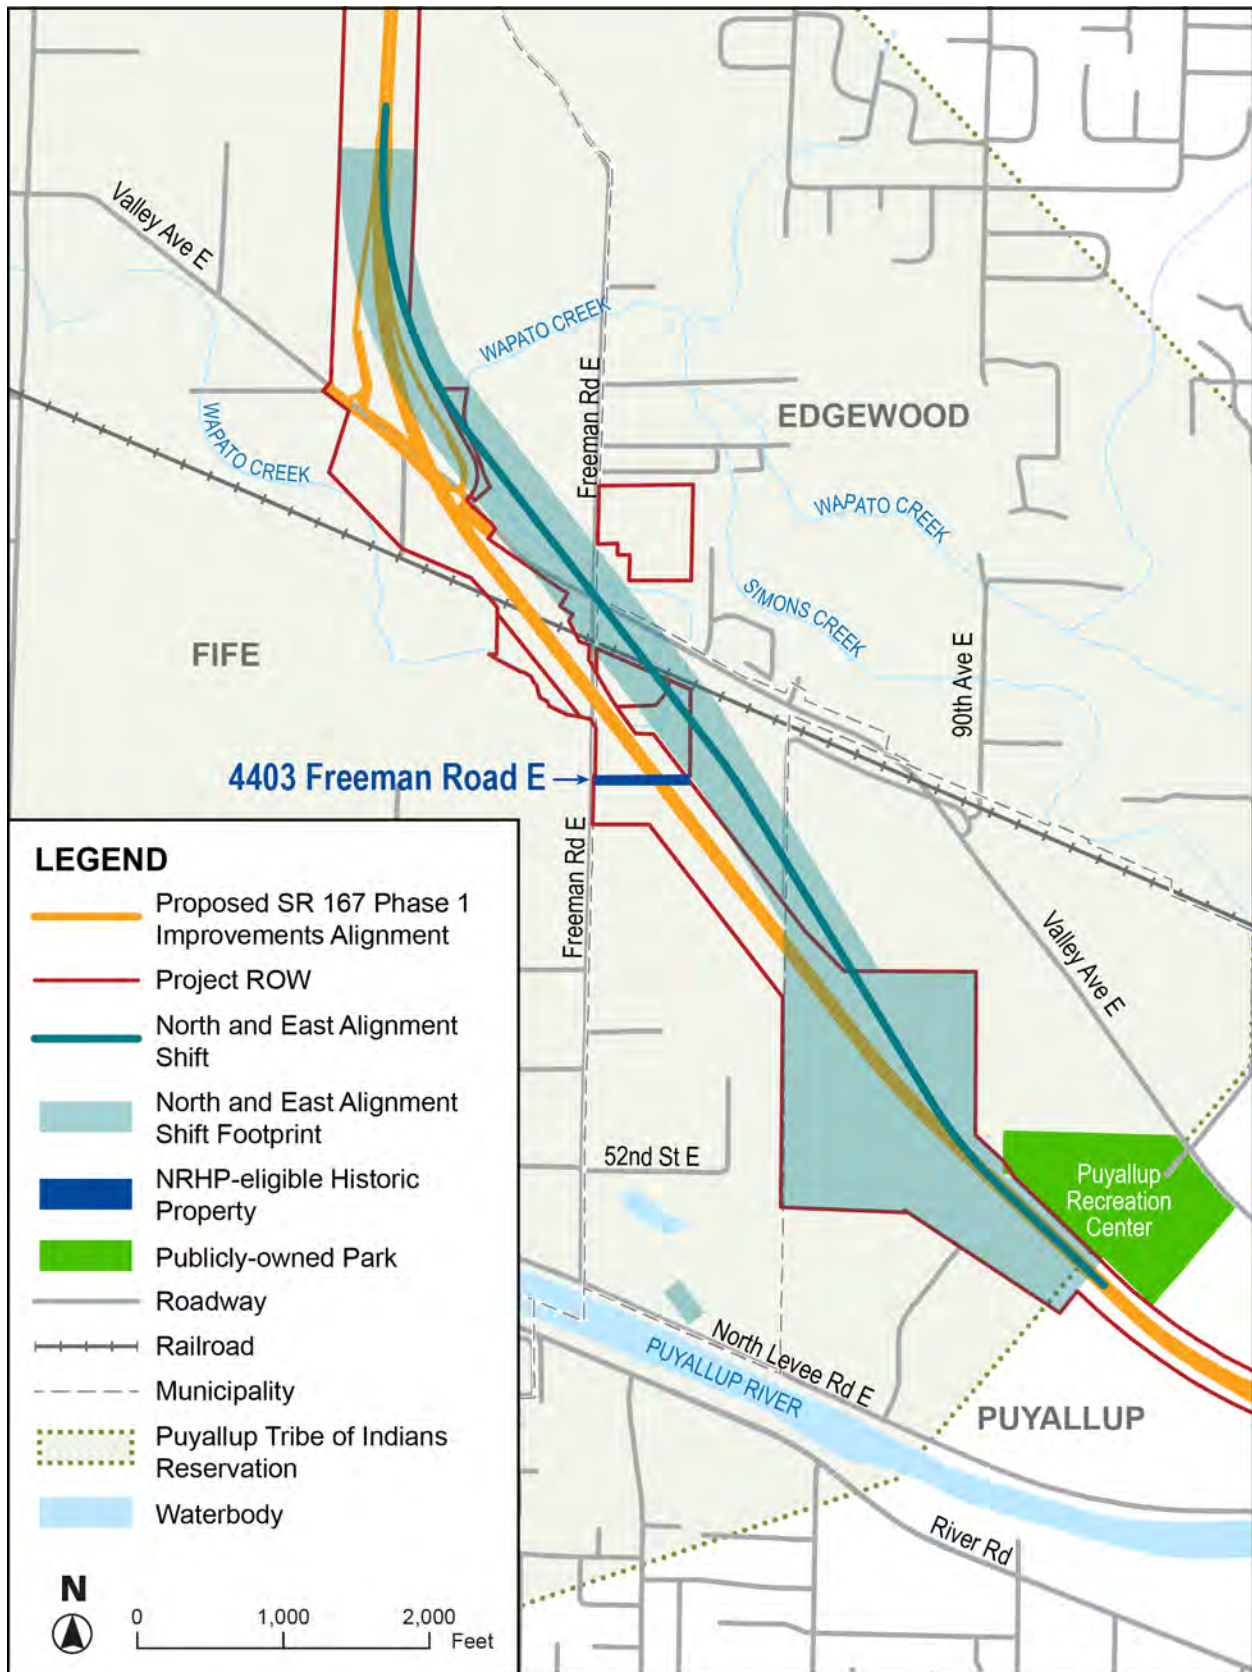 Valley Ave E
WAPATO CREEK
Freeman Rd E
EDGEWOOD
WAPATO CREEK
WAPATO CREEK
SIMONS CREEK
FIFE
90th Ave E
4403 Freeman Road E
Freeman Rd E
Valley Ave E
52nd St E
Puyallup
Recreation
Center
North Levee Rd E
PUYALLUP RIVER
PUYALLUP
River Rd
LEGEND
Proposed SR 167 Phase 1
Improvements Alignment
Project ROW
North and East Alignment
Shift
North and East Alignment
Shift Footprint
NRHP-eligible Historic
Property
Publicly-owned Park
Roadway
Railroad
Municipality
Puyallup Tribe of Indians
Reservation
Waterbody
N
0 1,000 2,000
Feet